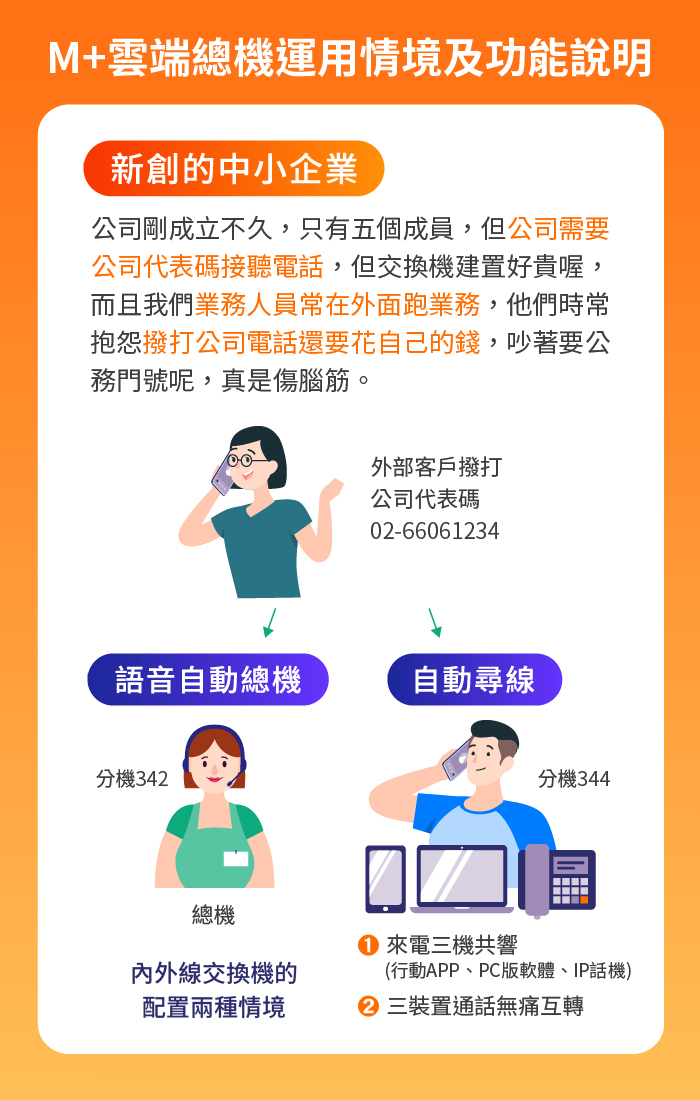 M+雲端總機運用情境及功能說明
新創的中小企業
公司剛成立不久，只有五個成員，但公司需要
公司代表碼接聽電話，但交換機建置好貴喔，
而且我們業務人員常在外面跑業務，他們時常
抱怨撥打公司電話還要花自己的錢，吵著要公
務門號呢，真是傷腦筋。
外部客戶撥打
公司代表碼
02-66061234
語音自動總機
自動尋線
分機342
分機344
總機
內外線交換機的
配置兩種情境
1 來電三機共響
(行動APP、PC版軟體、IP話機)
2 三裝置通話無痛互轉